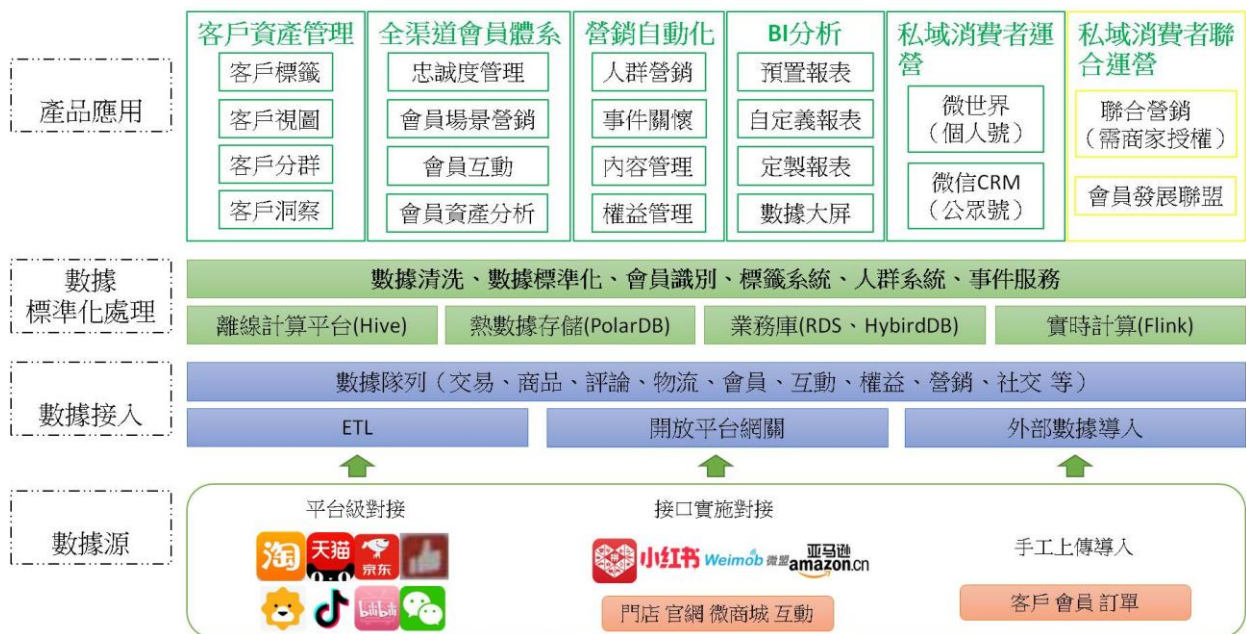 產品應用
客戶資產管理
客戶標籤
客戶視圖
客戶分群
客戶洞察
全渠道會員體系
忠誠度管理
會員場景營銷
會員互動
會員資產分析
營銷自動化
人群營銷
事件關懷
內容管理
權益管理
BI分析
預置報表
自定義報表
定製報表
數據大屏
私域消費者運
營
微世界
（個人號）
微信CRM
（公眾號）
私域消費者聯
合運營
聯合營銷
（需商家授權）
會員發展聯盟
數據
標準化處理
數據清洗、數據標準化、會員識別、標籤系統、人群系統、事件服務
離線計算平台(Hive)
熱數據存儲(PolarDB)
業務庫(RDS、HybirdDB)
實時計算(Flink)
數據接入
數據隊列（交易、商品、評論、物流、會員、互動、權益、營銷、社交 等）
ETL
開放平台網關
外部數據導入
數據源
平台級對接
淘
天猫
京东
bilibili
接口實施對接
小红书
Weimob 微盟
亚马逊
amazon.cn
門店 官網 微商城 互動
手工上傳導入
客戶 會員 訂單